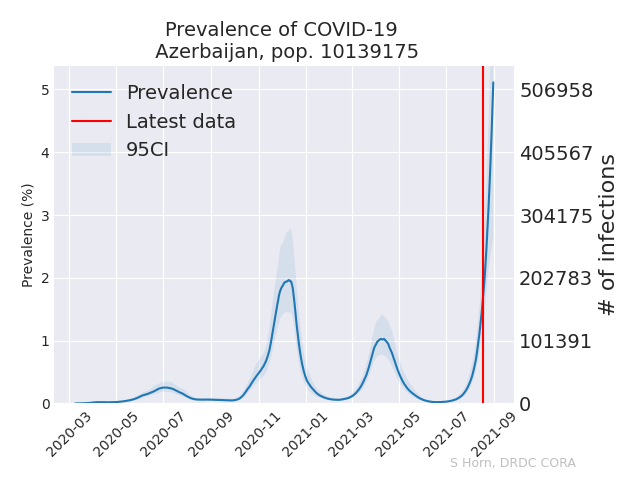 Prevalence of COVID-19
Azerbaijan, pop. 10139175
Prevalence
Latest data
95CI
Prevalence (%)
5
4
3
2
1
0
506958
405567
304175
202783
101391
0
# of infections
2020-03
2020-05
2020-07
2020-09
2020-11
2021-01
2021-03
2021-05
2021-07
2021-09
S Horn, DRDC CORA